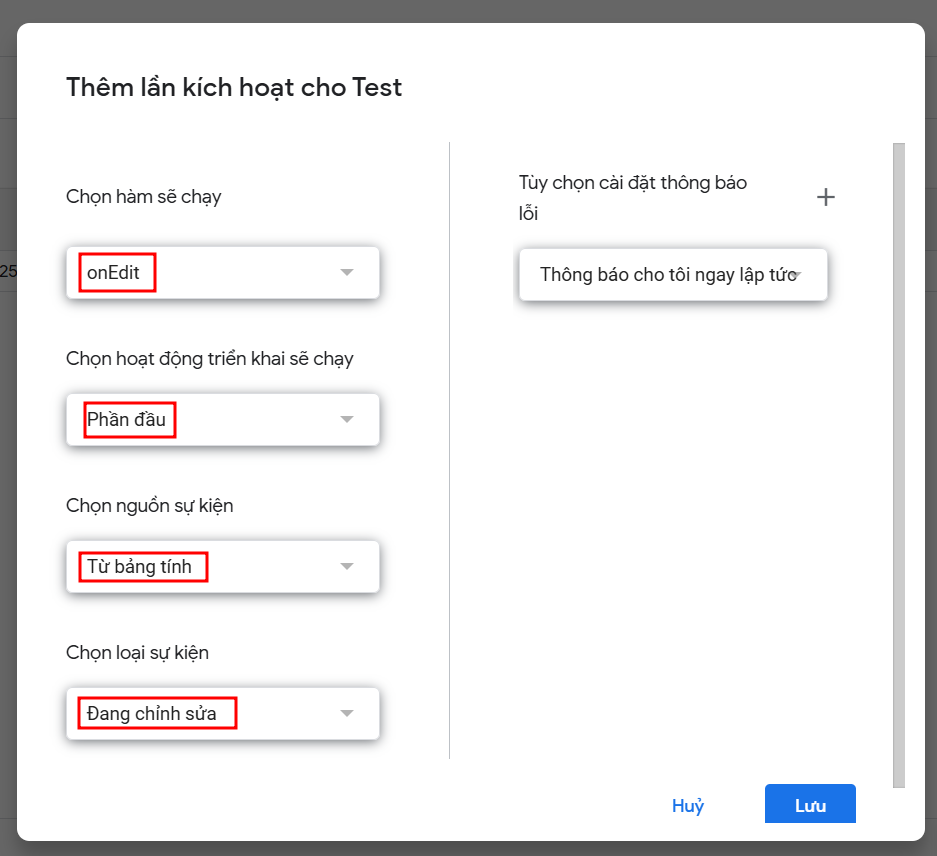 Thêm lần kích hoạt cho Test
Chọn hàm sẽ chạy
onEdit
Chọn hoạt động triển khai sẽ chạy
Phần đầu
Chọn nguồn sự kiện
Từ bảng tính
Chọn loại sự kiện
Đang chỉnh sửa
Tùy chọn cài đặt thông báo
lỗi
+
Thông báo cho tôi ngay lập tức
25
Huỷ
Lưu